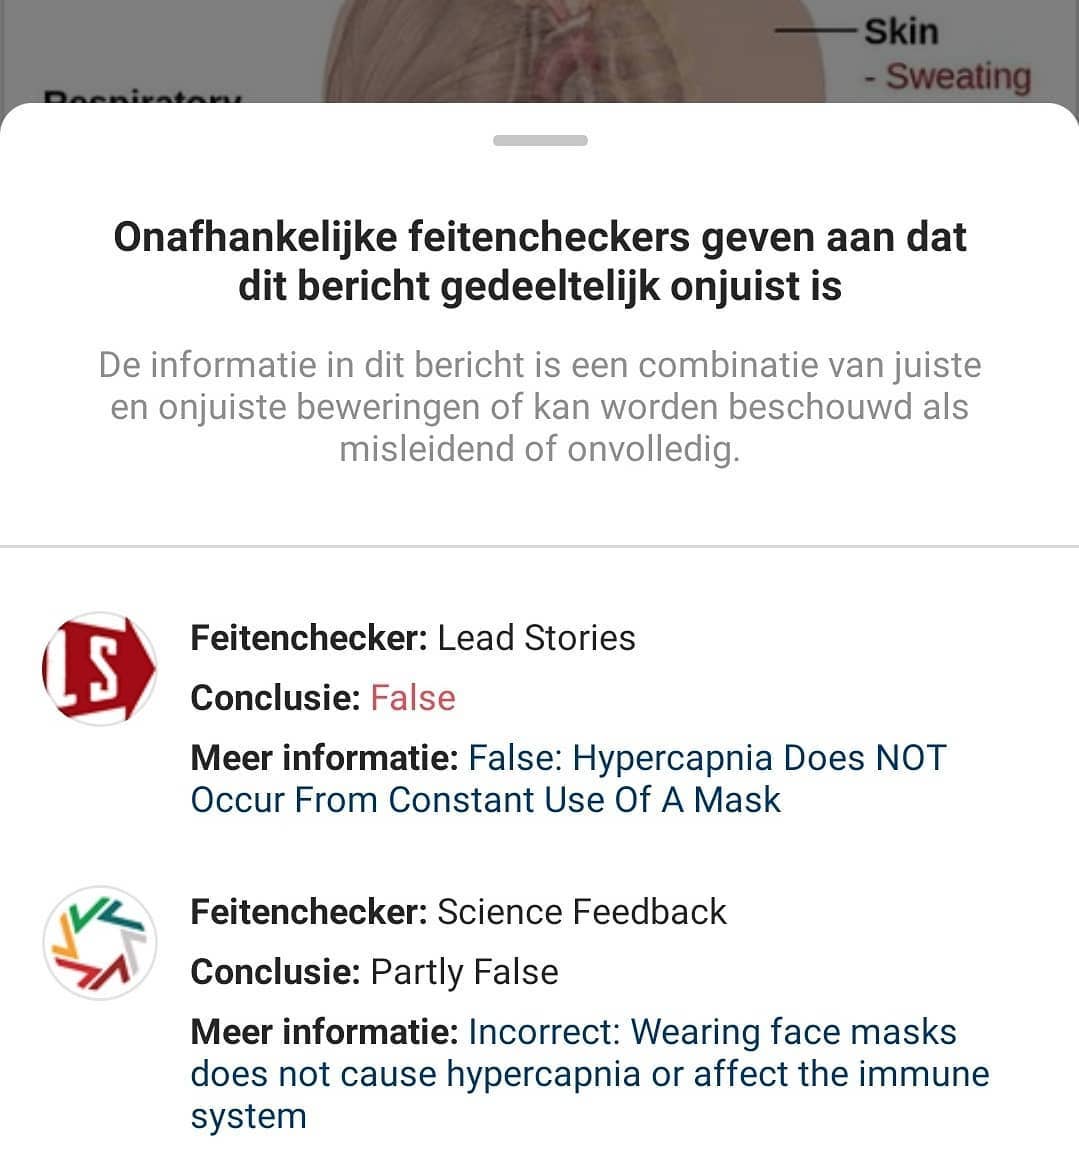 Skin
- Sweating
Respiratory
Onafhankelijke feitencheckers geven aan dat
dit bericht gedeeltelijk onjuist is
De informatie in dit bericht is een combinatie van juiste
en onjuiste beweringen of kan worden beschouwd als
misleidend of onvolledig.
LS
Feitenchecker: Lead Stories
Conclusie: False
Meer informatie: False: Hypercapnia Does NOT
Occur From Constant Use Of A Mask
Feitenchecker: Science Feedback
Conclusie: Partly False
Meer informatie: Incorrect: Wearing face masks
does not cause hypercapnia or affect the immune
system